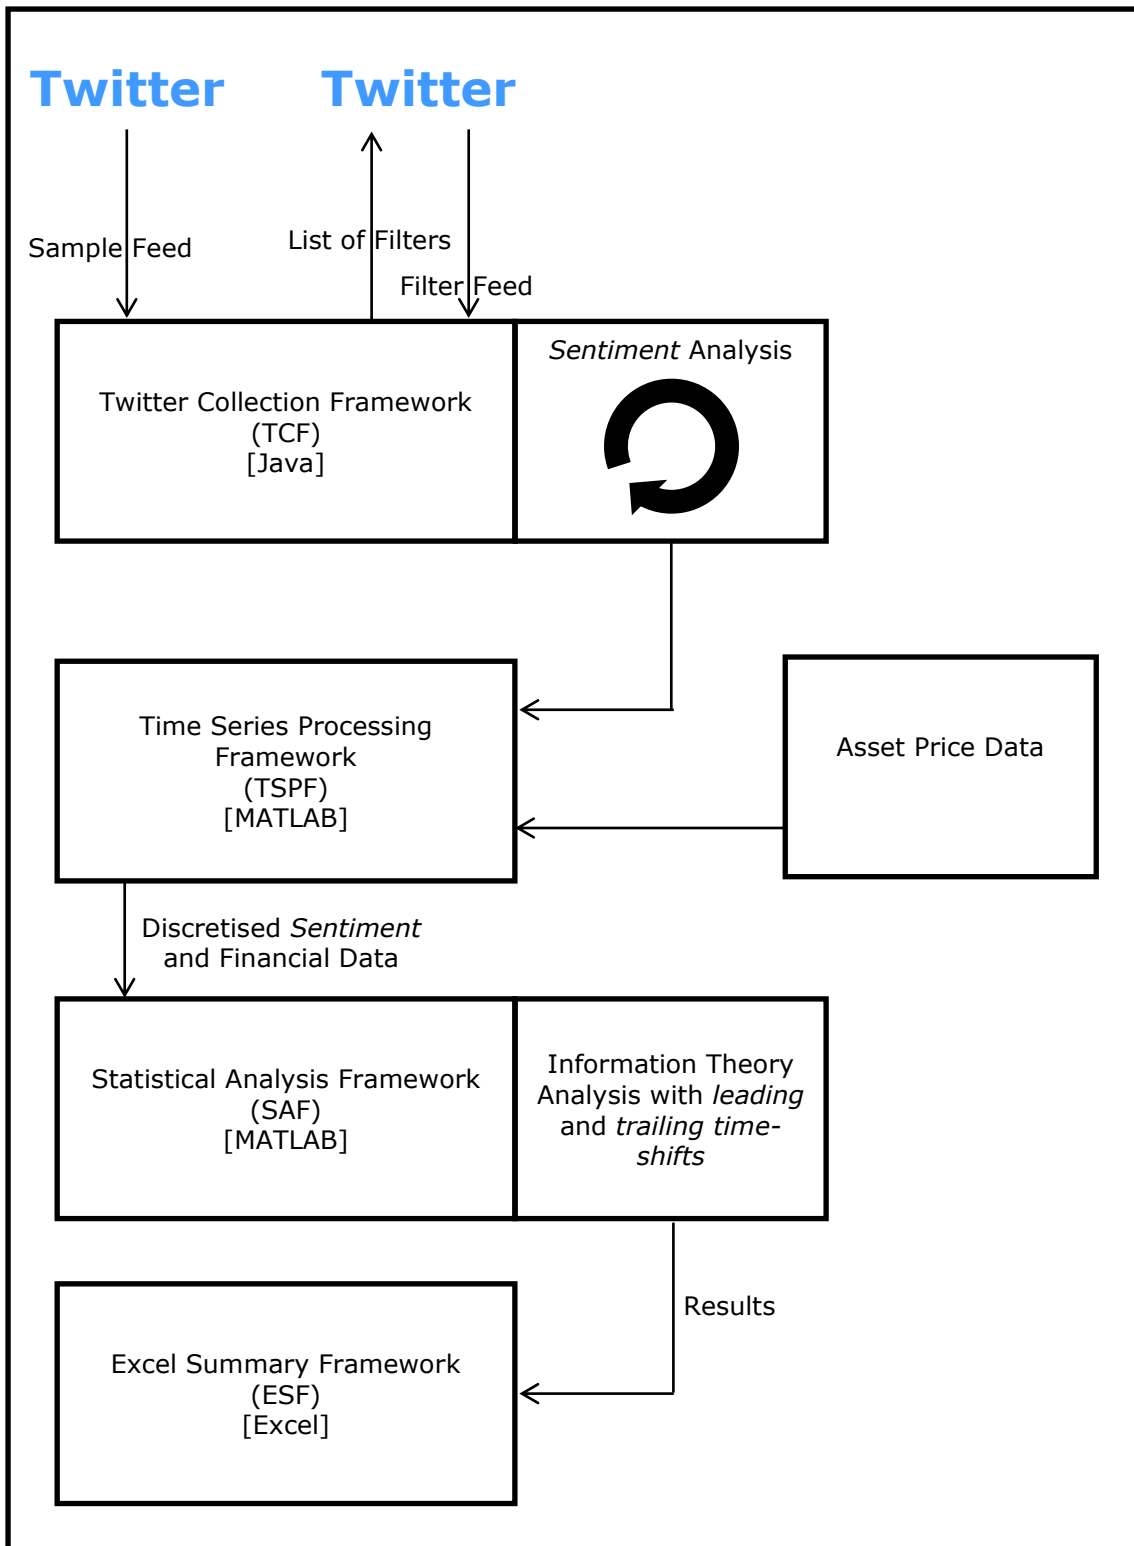 Twitter
Twitter
Sample Feed
List of Filters
Filter Feed
Twitter Collection Framework
(TCF)
[Java]
Sentiment Analysis
Time Series Processing
Framework
(TSPF)
[MATLAB]
Asset Price Data
Discretised Sentiment
and Financial Data
Statistical Analysis Framework
(SAF)
[MATLAB]
Information Theory
Analysis with leading
and trailing time-
shifts
Results
Excel Summary Framework
(ESF)
[Excel]